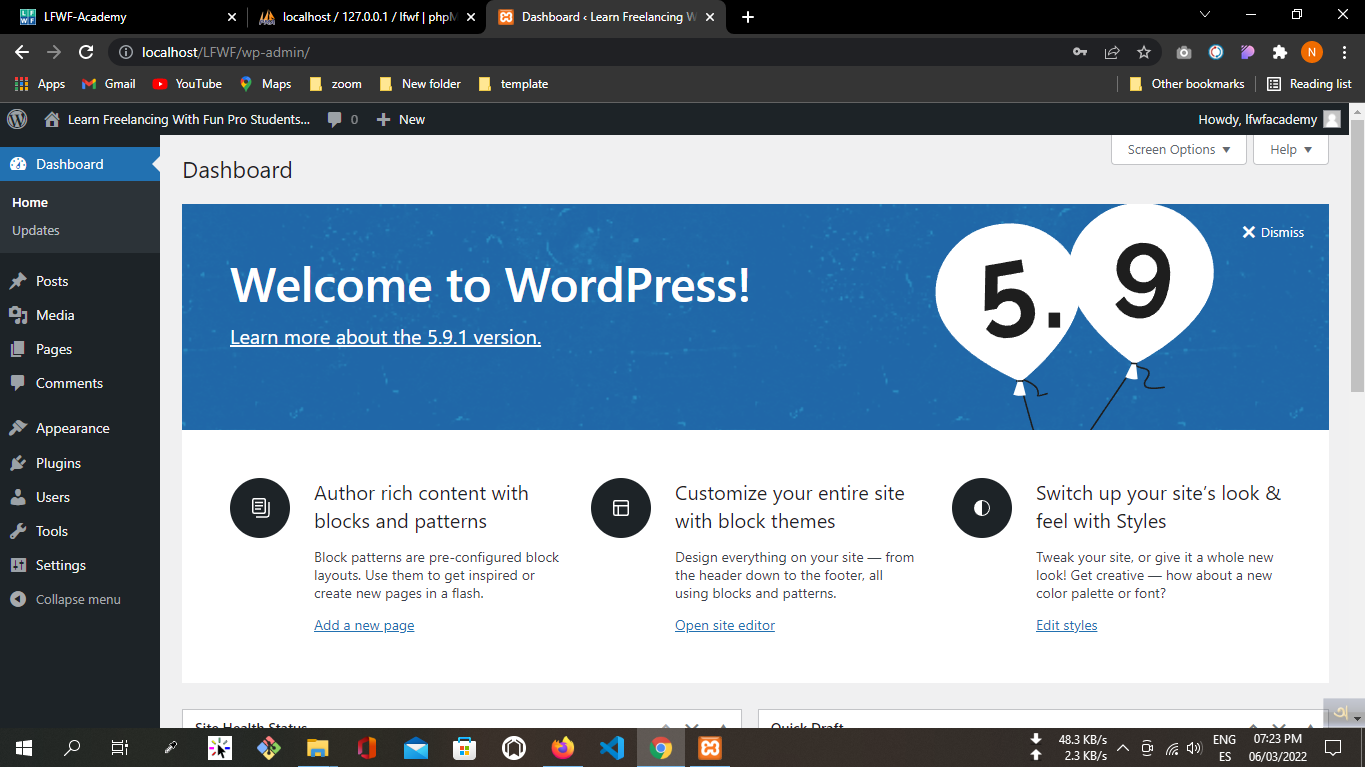 LFWF-Academy
localhost / 127.0.0.1 / lfwf | phpM
Dashboard ‹ Learn Freelancing W
localhost/LFWF/wp-admin/
N
Apps
Gmail
YouTube
Maps
zoom
New folder
template
Other bookmarks
Reading list
Learn Freelancing With Fun Pro Students...
0
New
Howdy, lfwfacademy
Dashboard
Home
Updates
Posts
Media
Pages
Comments
Appearance
Plugins
Users
Tools
Settings
Collapse menu
Screen Options
Help
Dashboard
Dismiss
5.9
Welcome to WordPress!
Learn more about the 5.9.1 version.
Author rich content with
blocks and patterns
Block patterns are pre-configured block
layouts. Use them to get inspired or
create new pages in a flash.
Add a new page
Customize your entire site
with block themes
Design everything on your site — from
the header down to the footer, all
using blocks and patterns.
Open site editor
Switch up your site’s look &
feel with Styles
Tweak your site, or give it a whole new
look! Get creative — how about a new
color palette or font?
Edit styles
Site Health Status
Quick Draft
অ
48.3 KB/s
2.3 KB/s
ENG
ES
07:23 PM
06/03/2022